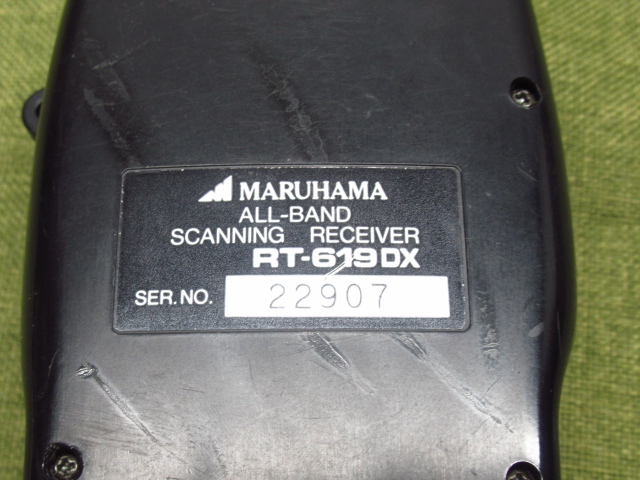 MARUHAMA
ALL-BAND
SCANNING RECEIVER
RT-619DX
SER.NO. 22907